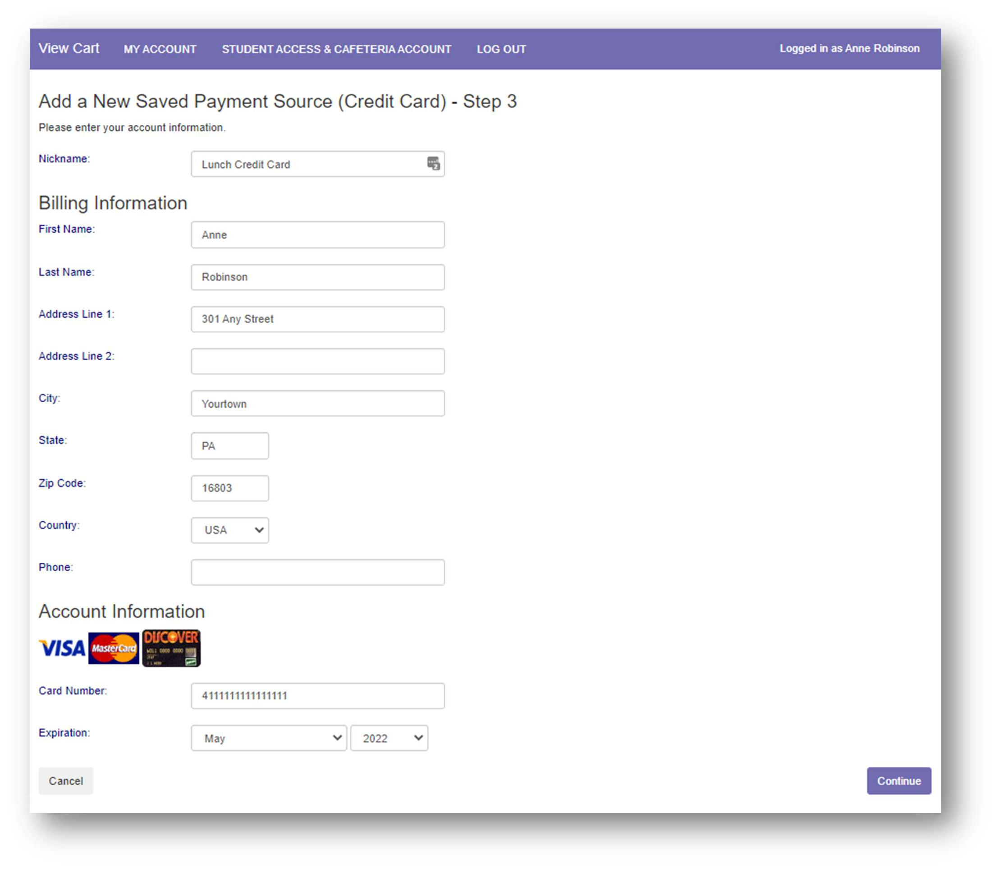 View Cart MY ACCOUNT STUDENT ACCESS & CAFETERIA ACCOUNT LOG OUT Logged in as Anne Robinson
Add a New Saved Payment Source (Credit Card) - Step 3
Please enter your account information.
Nickname: Lunch Credit Card
Billing Information
First Name: Anne
Last Name: Robinson
Address Line 1: 301 Any Street
Address Line 2:
City: Yourtown
State: PA
Zip Code: 16803
Country: USA
Phone:
Account Information
VISA MasterCard DISCOVER
Card Number: 4111111111111111
Expiration: May 2022
Cancel Continue